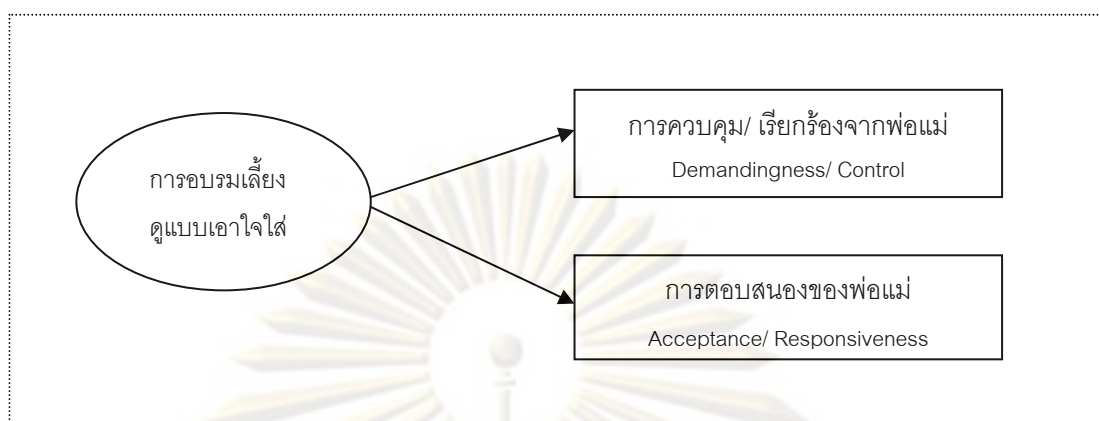 การอบรมเลี้ยง
ดูแบบเอาใจใส่
การควบคุม/ เรียกร้องจากพ่อแม่
Demandingness/ Control
การตอบสนองของพ่อแม่
Acceptance/ Responsiveness